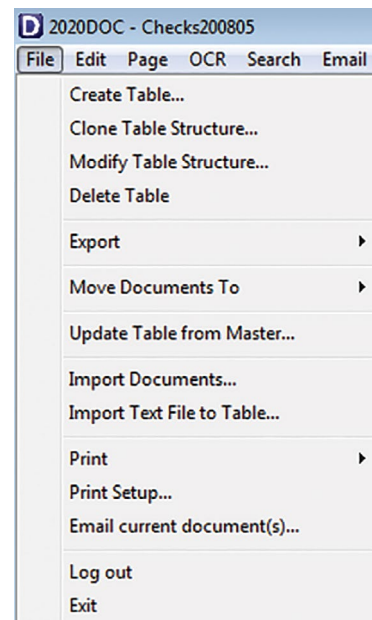 D 2020DOC - Checks200805
File Edit Page OCR Search Email
Create Table...
Clone Table Structure...
Modify Table Structure...
Delete Table
Export
Move Documents To
Update Table from Master...
Import Documents...
Import Text File to Table...
Print
Print Setup...
Email current document(s)...
Log out
Exit